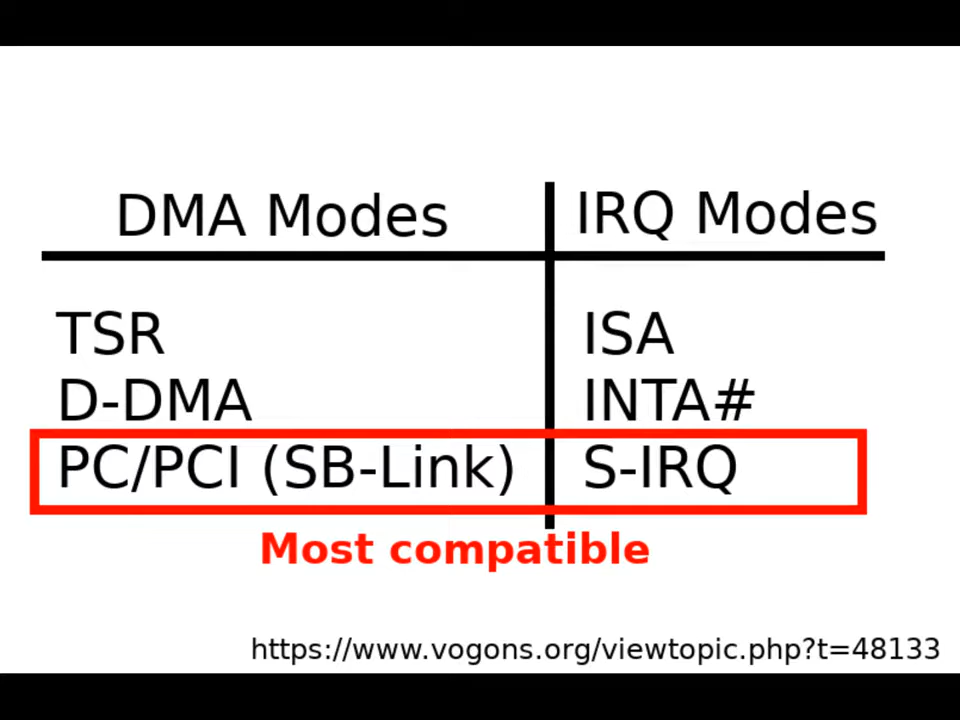 DMA Modes IRQ Modes
TSR ISA
D-DMA INTA#
PC/PCI (SB-Link) S-IRQ
Most compatible
https://www.vogons.org/viewtopic.php?t=48133